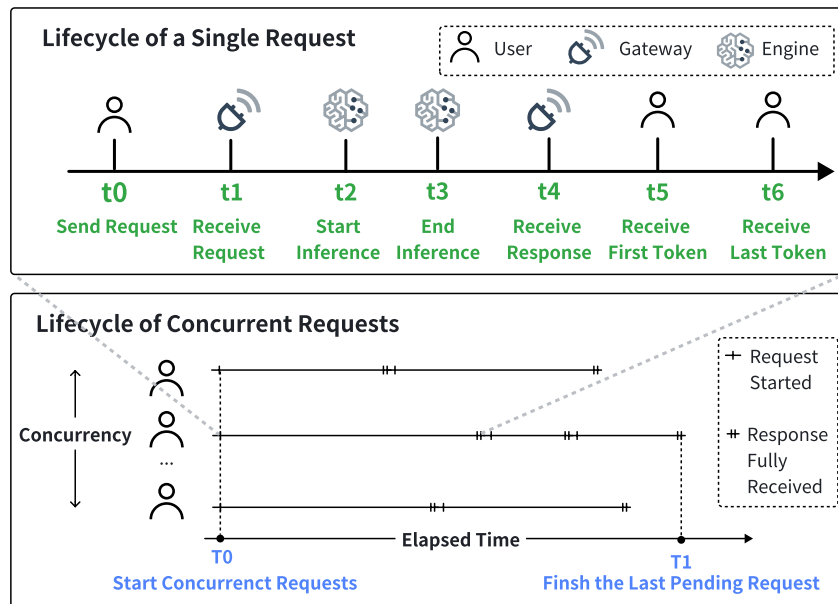 Lifecycle of a Single Request
User
Gateway
Engine
t0
t1
t2
t3
t4
t5
t6
Send Request
Receive
Request
Start
Inference
End
Inference
Receive
Response
Receive
First Token
Receive
Last Token
Lifecycle of Concurrent Requests
Request
Started
Response
Fully
Received
Concurrency
...
Elapsed Time
T0
T1
Start Concurrenct Requests
Finsh the Last Pending Request